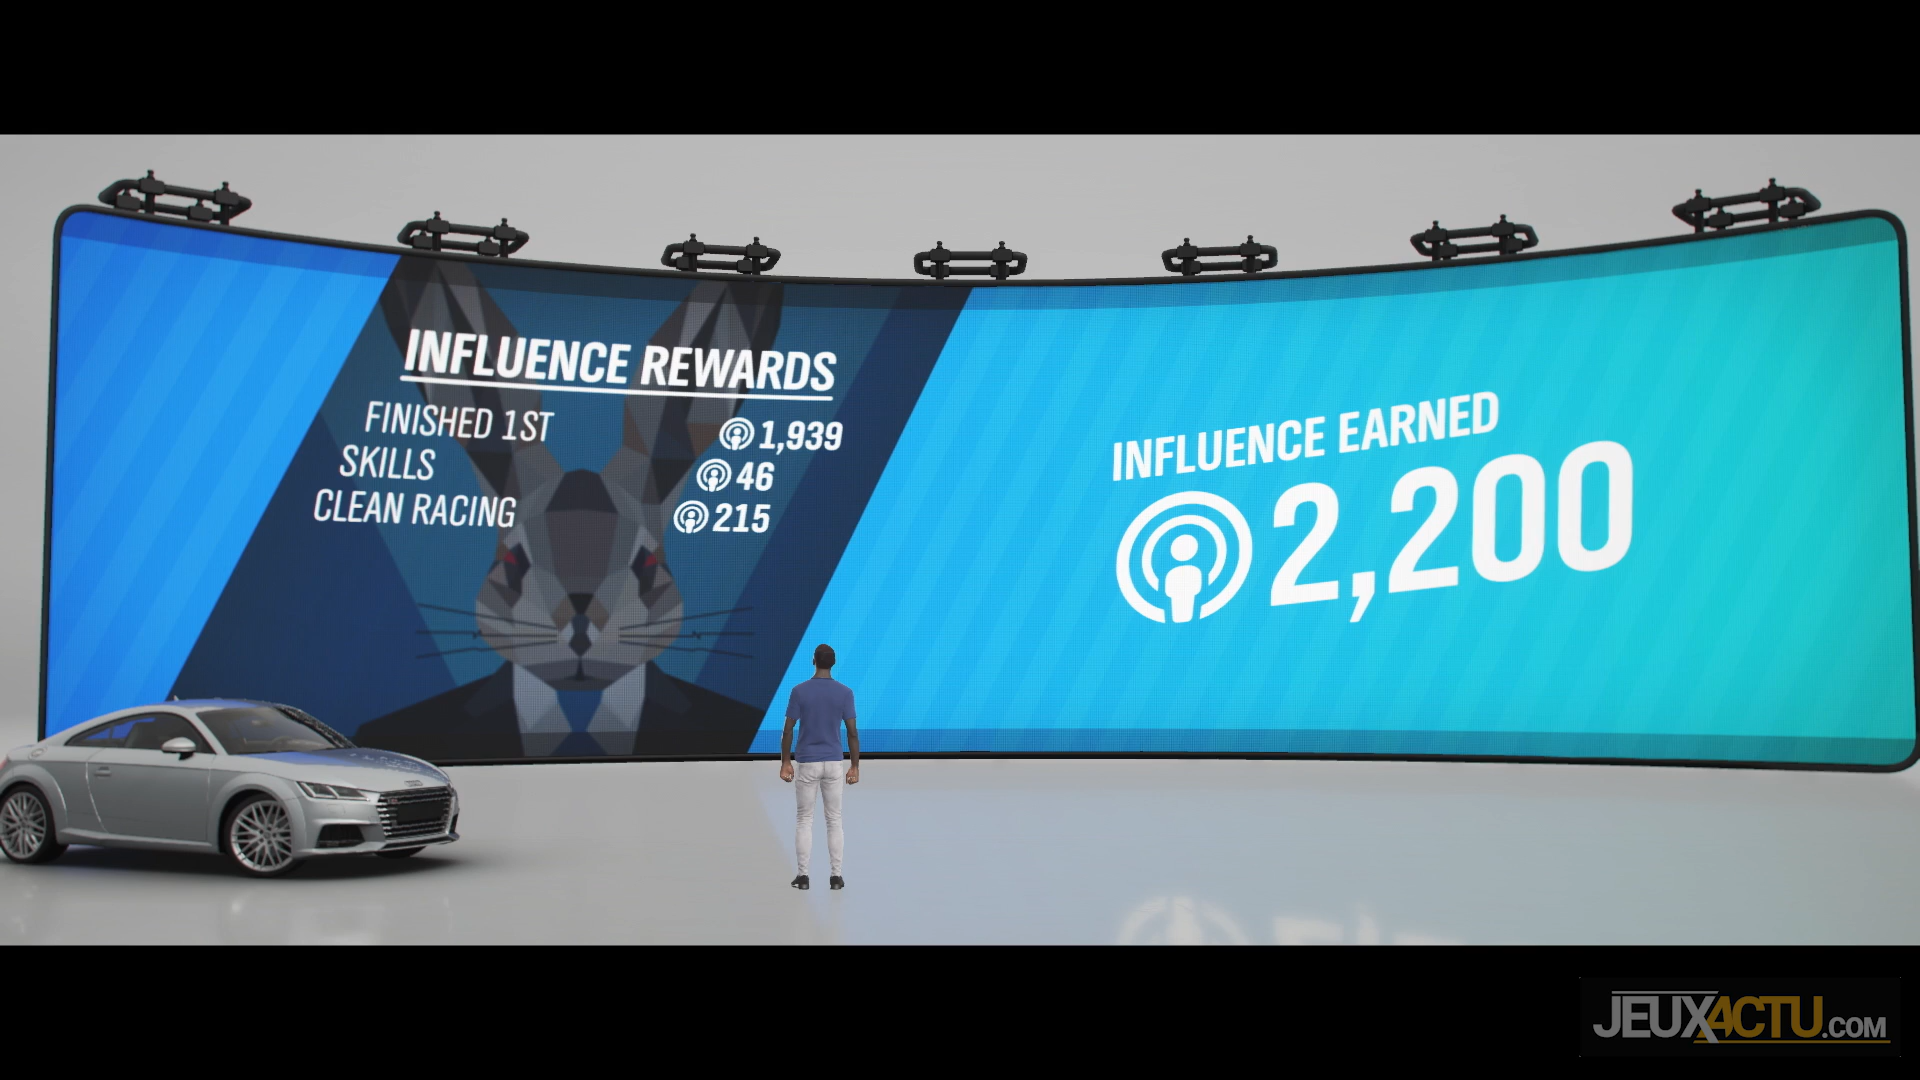 INFLUENCE REWARDS
FINISHED 1ST 1,939
SKILLS 46
CLEAN RACING 215
INFLUENCE EARNED
2,200
JEUXACTU.COM